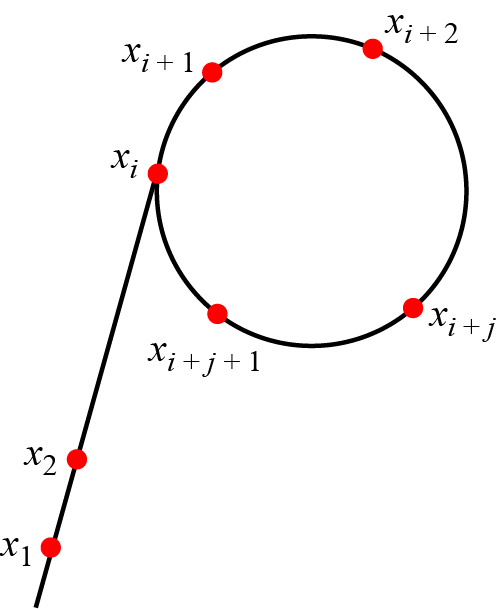 x_{i+2}
x_{i+1}
x_i
x_{i+j}
x_{i+j+1}
x_2
x_1